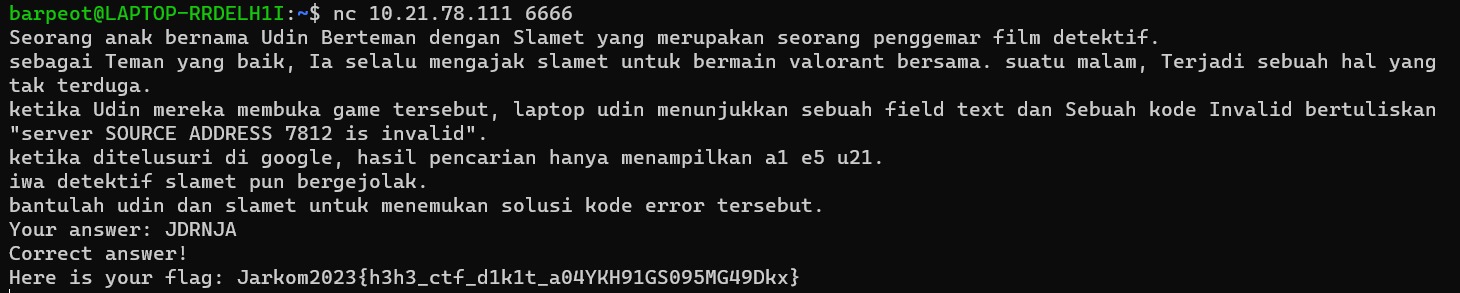 barpeot@LAPTOP-RRDELH1I:~$ nc 10.21.78.111 6666
Seorang anak bernama Udin Berteman dengan Slamet yang merupakan seorang penggemar film detektif.
sebagai Teman yang baik, Ia selalu mengajak slamet untuk bermain valorant bersama. suatu malam, Terjadi sebuah hal yang
tak terduga.
ketika Udin mereka membuka game tersebut, laptop udin menunjukkan sebuah field text dan Sebuah kode Invalid bertuliskan
"server SOURCE ADDRESS 7812 is invalid".
ketika ditelusuri di google, hasil pencarian hanya menampilkan a1 e5 u21.
iwa detektif slamet pun bergejolak.
bantulah udin dan slamet untuk menemukan solusi kode error tersebut.
Your answer: JDRNJA
Correct answer!
Here is your flag: Jarkom2023{h3h3_ctf_d1k1t_a04YKH91GS095MG49Dkx}